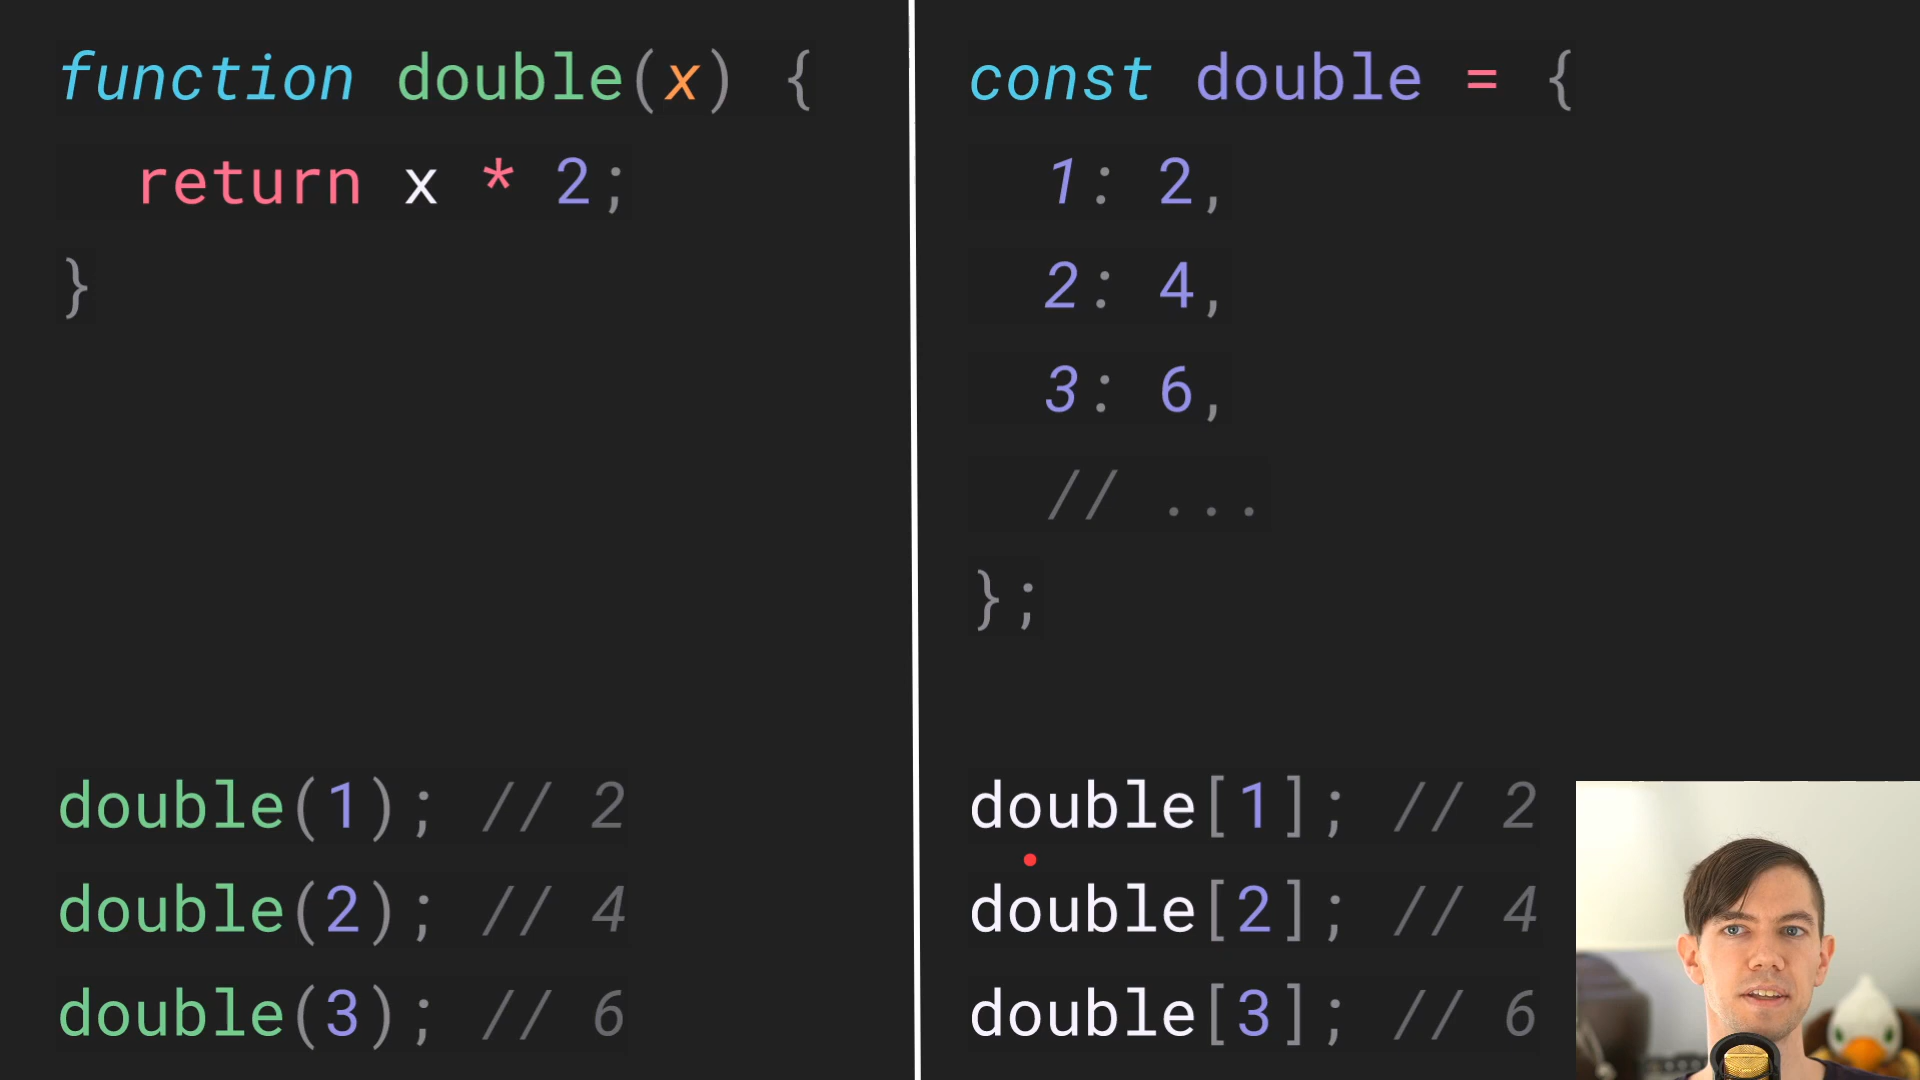 function double(x) {
  return x * 2;
}
double(1); // 2
double(2); // 4
double(3); // 6
const double = {
  1: 2,
  2: 4,
  3: 6,
  // ...
};
double[1]; // 2
double[2]; // 4
double[3]; // 6